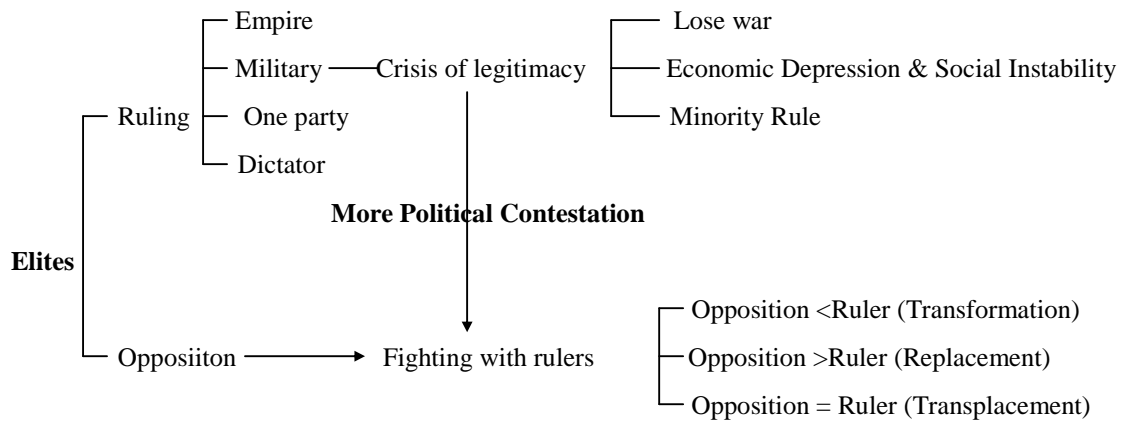 Empire
Lose war
Military
Crisis of legitimacy
Economic Depression & Social Instability
Ruling
One party
Minority Rule
Dictator
More Political Contestation
Elites
Opposition <Ruler (Transformation)
Opposiiton
Fighting with rulers
Opposition >Ruler (Replacement)
Opposition = Ruler (Transplacement)